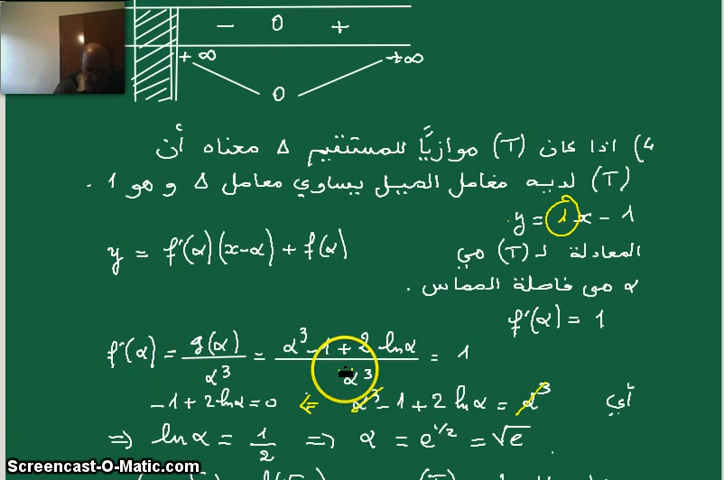 − 0 +
+∞ +∞
0
4) اذا كان (T) موازيًا للمستقيم Δ معناه أن
(T) لديه معامل الميل يساوي معامل Δ و هو 1 .
y = 1x − 1
المعادلة لـ (T) هي
y = f'(α)(x−α) + f(α)
α هي فاصلة المماس .
f'(α) = 1
f'(α) = g(α)/α³ = (α³ − 1 + 2 lnα)/α³ = 1
أي α³ − 1 + 2 lnα = α³ ⇐ −1 + 2lnα = 0
⇒ lnα = 1/2 ⇒ α = e^{1/2} = √e .
Screencast-O-Matic.com